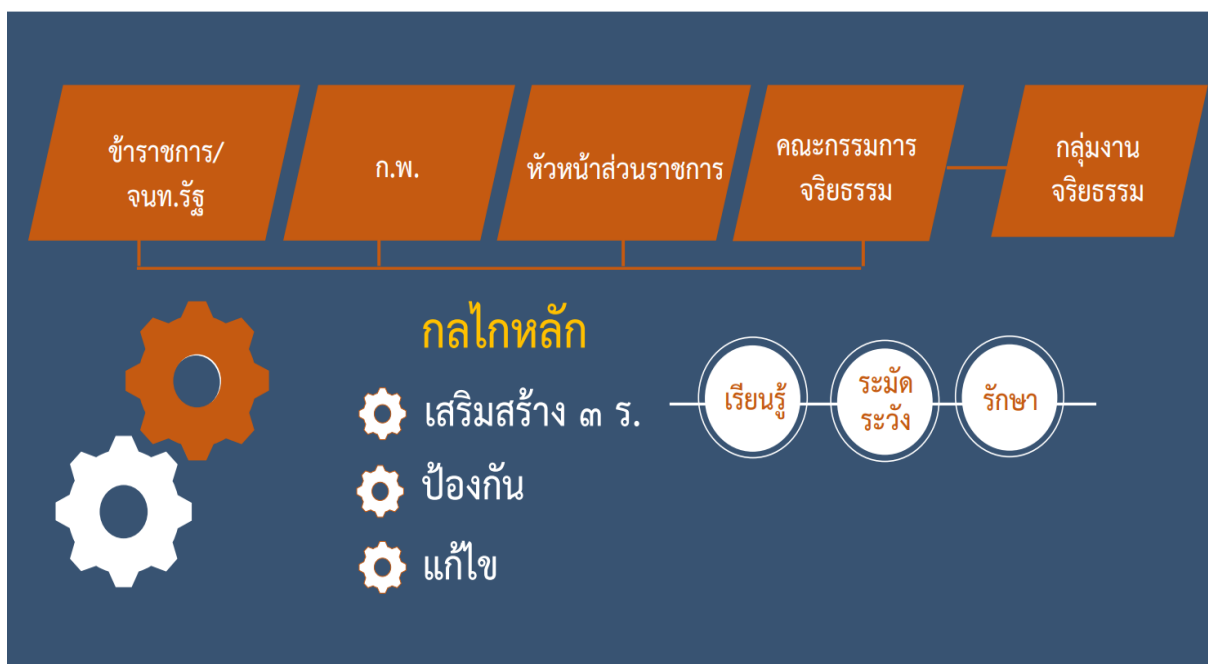 ข้าราชการ/
จนท.รัฐ
ก.พ.
หัวหน้าส่วนราชการ
คณะกรรมการ
จริยธรรม
กลุ่มงาน
จริยธรรม
กลไกหลัก
เสริมสร้าง ๓ ร.
ป้องกัน
แก้ไข
เรียนรู้
ระมัด
ระวัง
รักษา